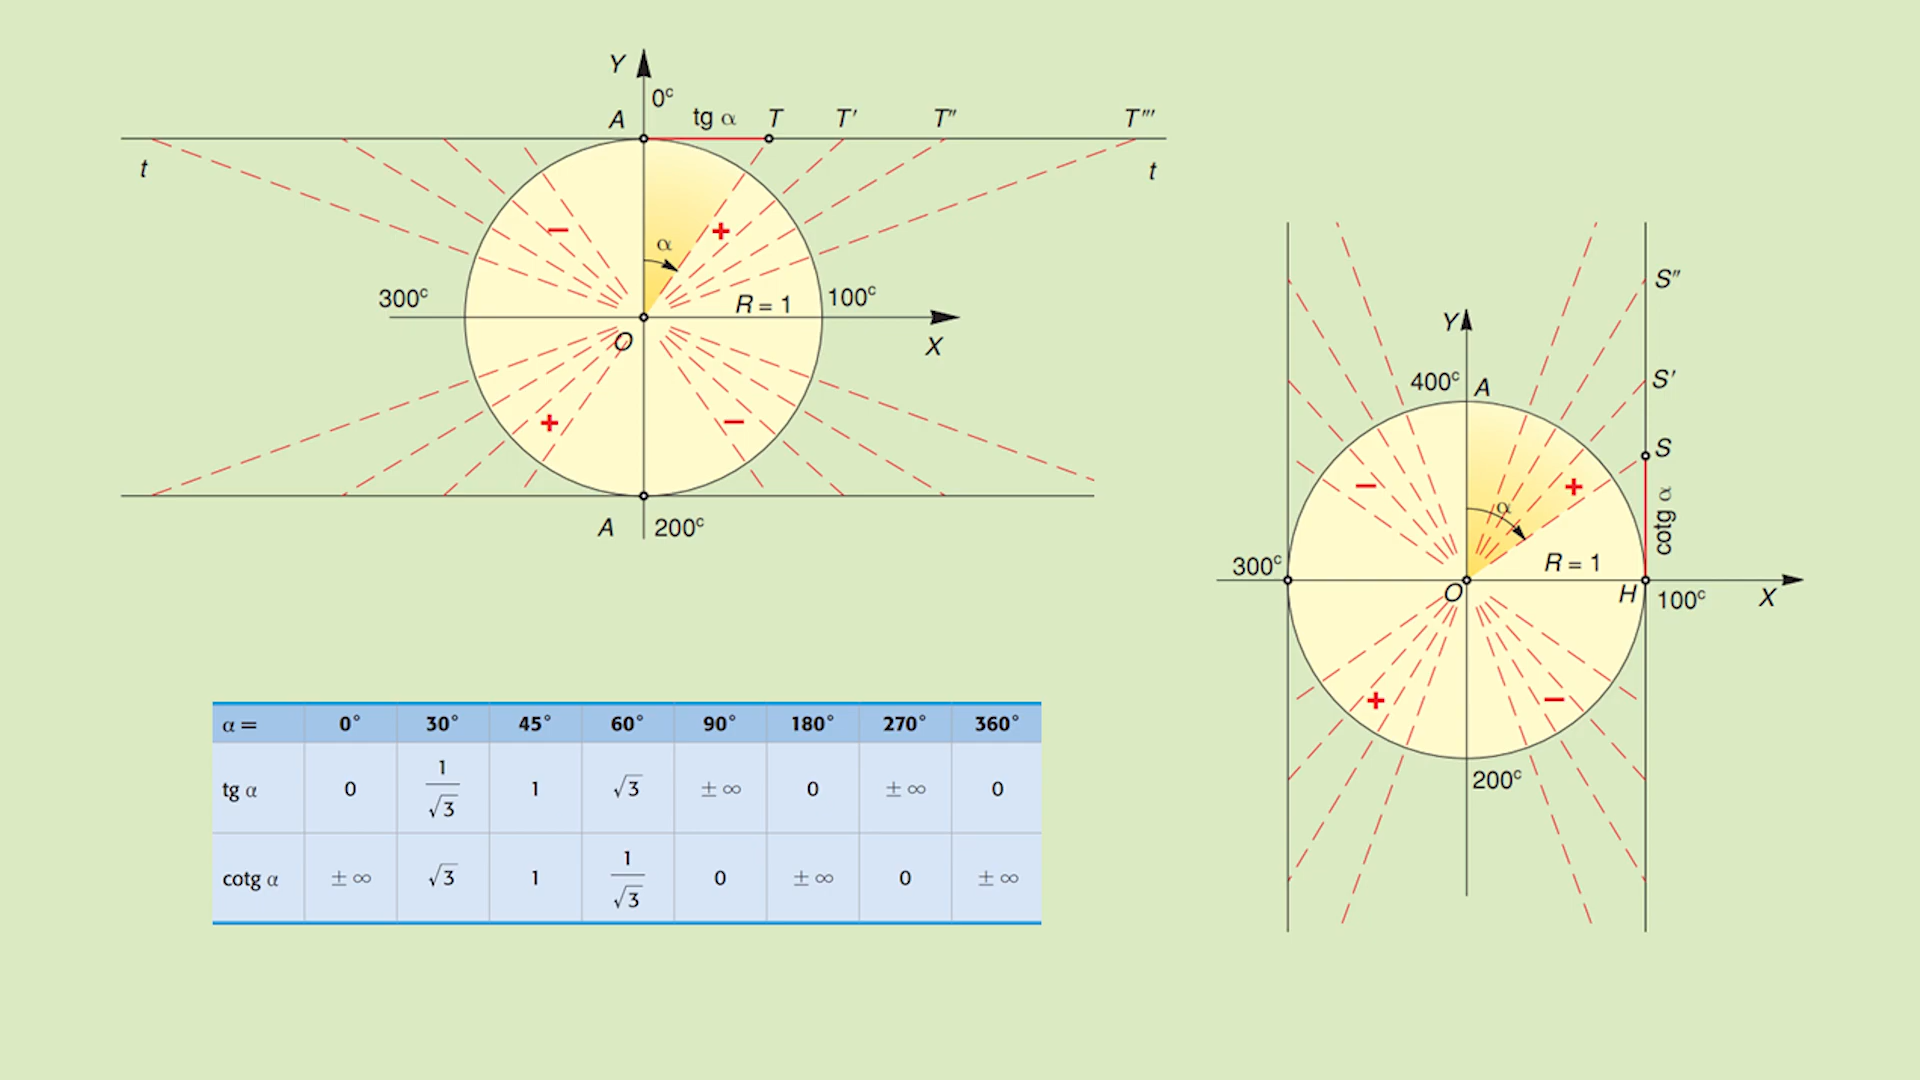 Y
0ᶜ
A tg α T T′ T″ T‴
t t
− +
α
300ᶜ R = 1 100ᶜ
O X
+ −
A 200ᶜ
S″
Y
400ᶜ A S′
S
− +
α cotg α
300ᶜ R = 1
O H 100ᶜ X
+ −
200ᶜ
α = 0° 30° 45° 60° 90° 180° 270° 360°
tg α 0 1/√3 1 √3 ± ∞ 0 ± ∞ 0
cotg α ± ∞ √3 1 1/√3 0 ± ∞ 0 ± ∞